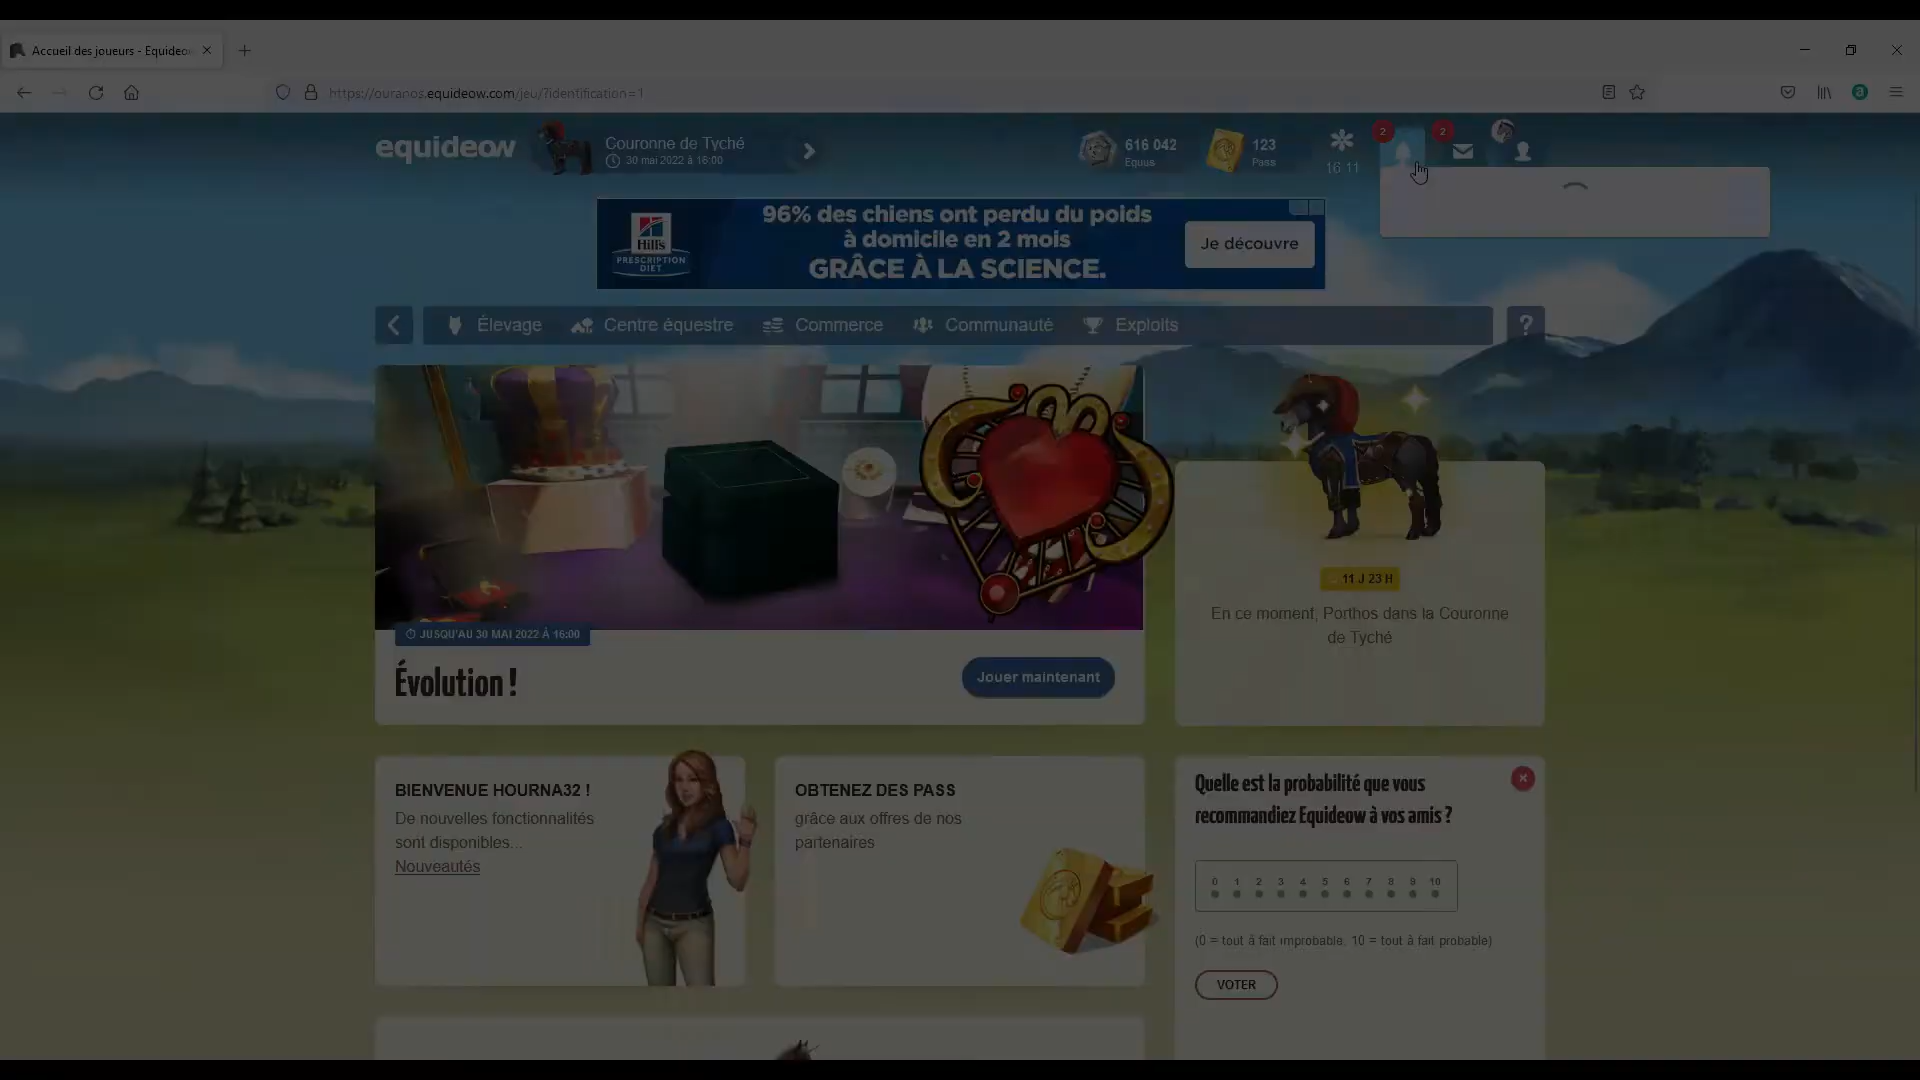 Accueil des joueurs - Equideo
https://ouranos.equideow.com/jeu/?identification=1
equideow
Couronne de Tyché
30 mai 2022 à 16:00
616 042
Equus
123
Pass
16:11
2
2
Hill's
PRESCRIPTION
DIET
96% des chiens ont perdu du poids
à domicile en 2 mois
GRÂCE À LA SCIENCE.
Je découvre
Élevage
Centre équestre
Commerce
Communauté
Exploits
?
JUSQU'AU 30 MAI 2022 À 16:00
Évolution !
Jouer maintenant
11 J 23 H
En ce moment, Porthos dans la Couronne
de Tyché
BIENVENUE HOURNA32 !
De nouvelles fonctionnalités
sont disponibles...
Nouveautés
OBTENEZ DES PASS
grâce aux offres de nos
partenaires
Quelle est la probabilité que vous
recommandiez Equideow à vos amis ?
0 1 2 3 4 5 6 7 8 9 10
(0 = tout à fait improbable, 10 = tout à fait probable)
VOTER